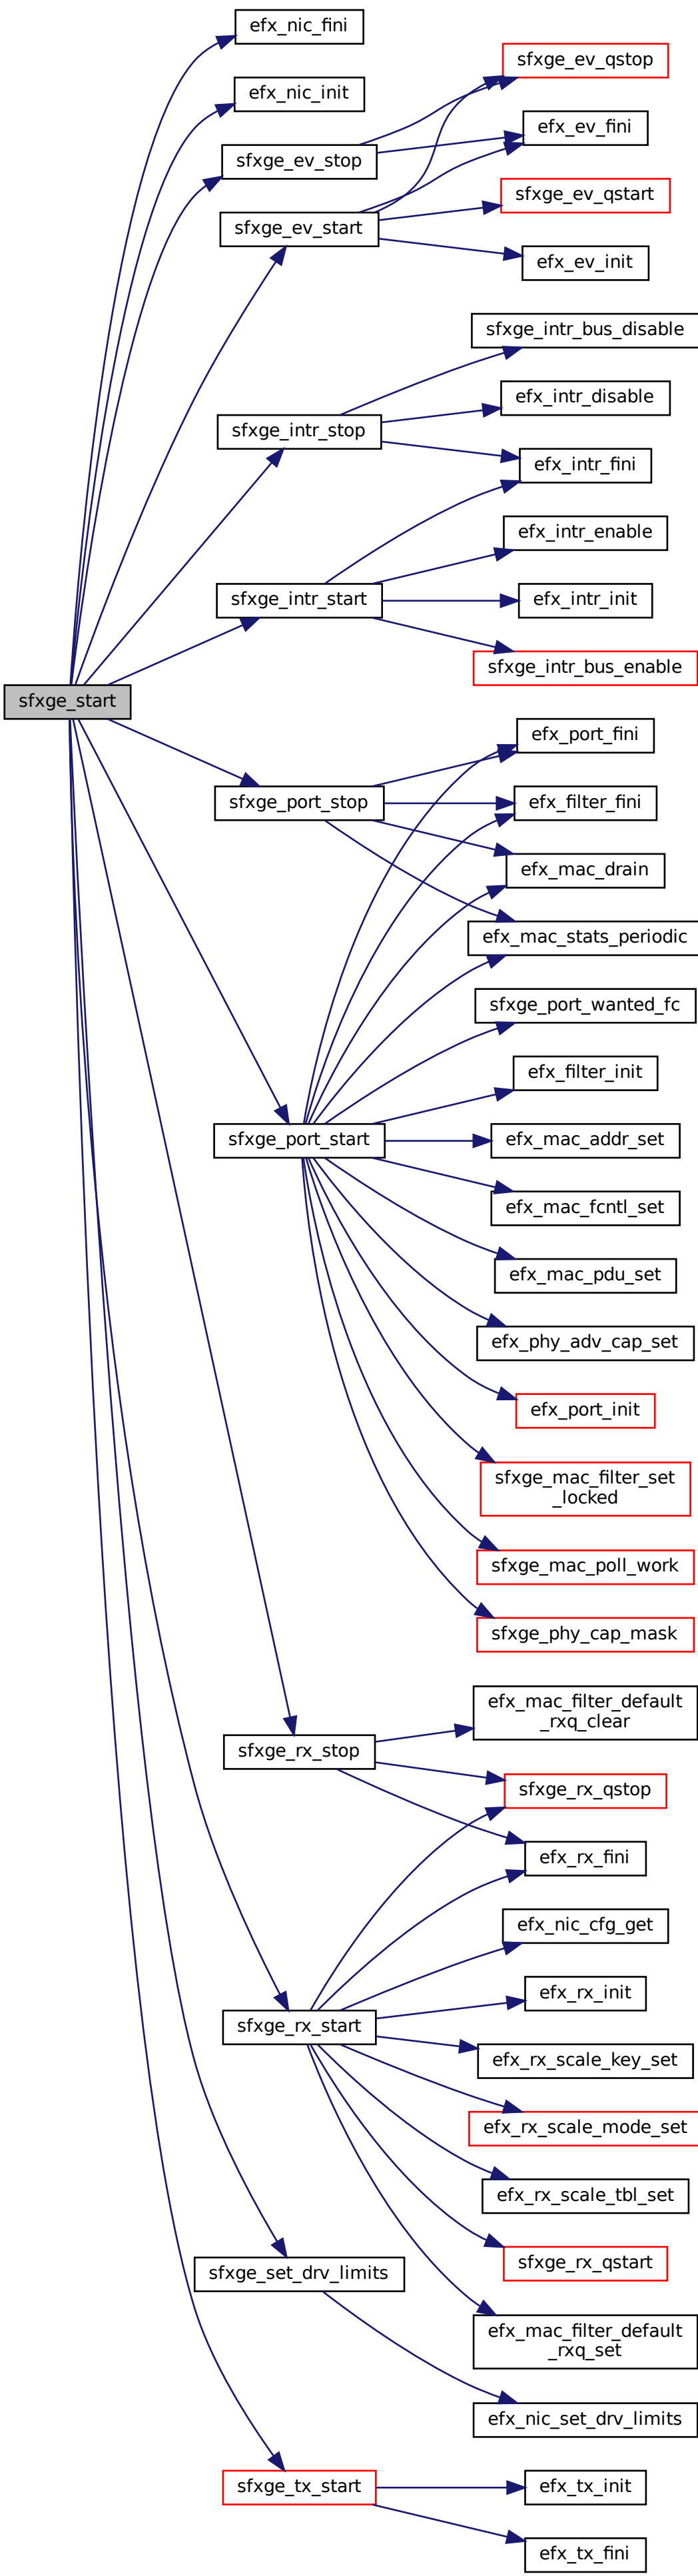 efx_nic_fini
sfxge_ev_qstop
efx_nic_init
efx_ev_fini
sfxge_ev_stop
sfxge_ev_qstart
sfxge_ev_start
efx_ev_init
sfxge_intr_bus_disable
efx_intr_disable
sfxge_intr_stop
efx_intr_fini
efx_intr_enable
sfxge_intr_start
efx_intr_init
sfxge_intr_bus_enable
sfxge_start
efx_port_fini
sfxge_port_stop
efx_filter_fini
efx_mac_drain
efx_mac_stats_periodic
sfxge_port_wanted_fc
efx_filter_init
sfxge_port_start
efx_mac_addr_set
efx_mac_fcntl_set
efx_mac_pdu_set
efx_phy_adv_cap_set
efx_port_init
sfxge_mac_filter_set
_locked
sfxge_mac_poll_work
sfxge_phy_cap_mask
efx_mac_filter_default
_rxq_clear
sfxge_rx_stop
sfxge_rx_qstop
efx_rx_fini
efx_nic_cfg_get
efx_rx_init
sfxge_rx_start
efx_rx_scale_key_set
efx_rx_scale_mode_set
efx_rx_scale_tbl_set
sfxge_rx_qstart
sfxge_set_drv_limits
efx_mac_filter_default
_rxq_set
efx_nic_set_drv_limits
sfxge_tx_start
efx_tx_init
efx_tx_fini